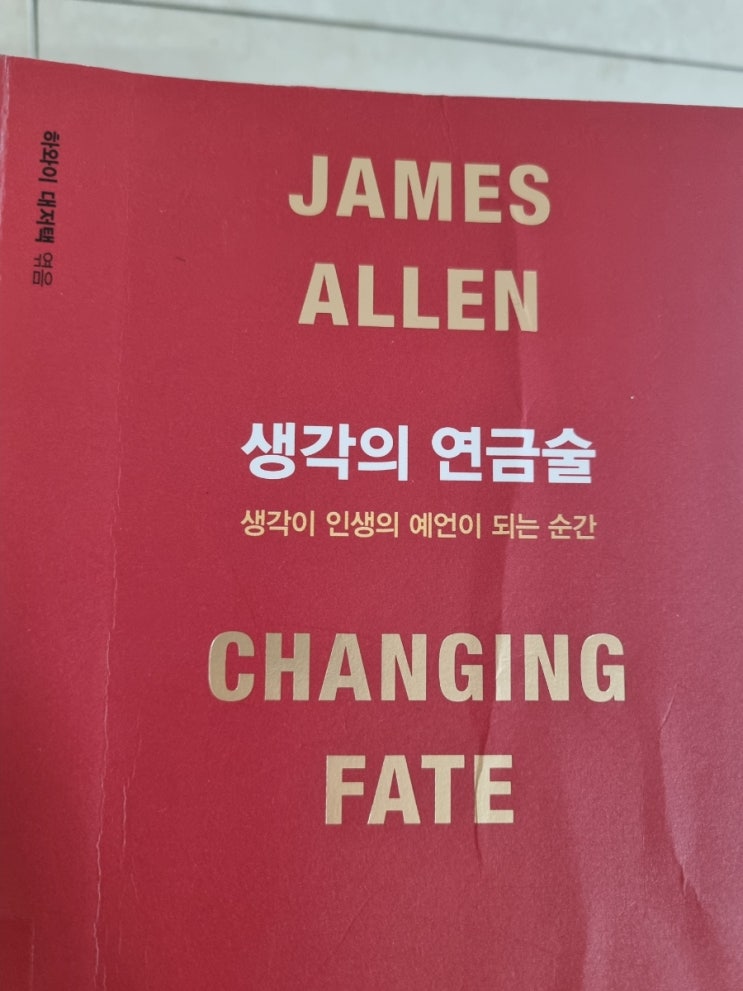 하와이 대저택 엮음
JAMES
ALLEN
생각의 연금술
생각이 인생의 예언이 되는 순간
CHANGING
FATE